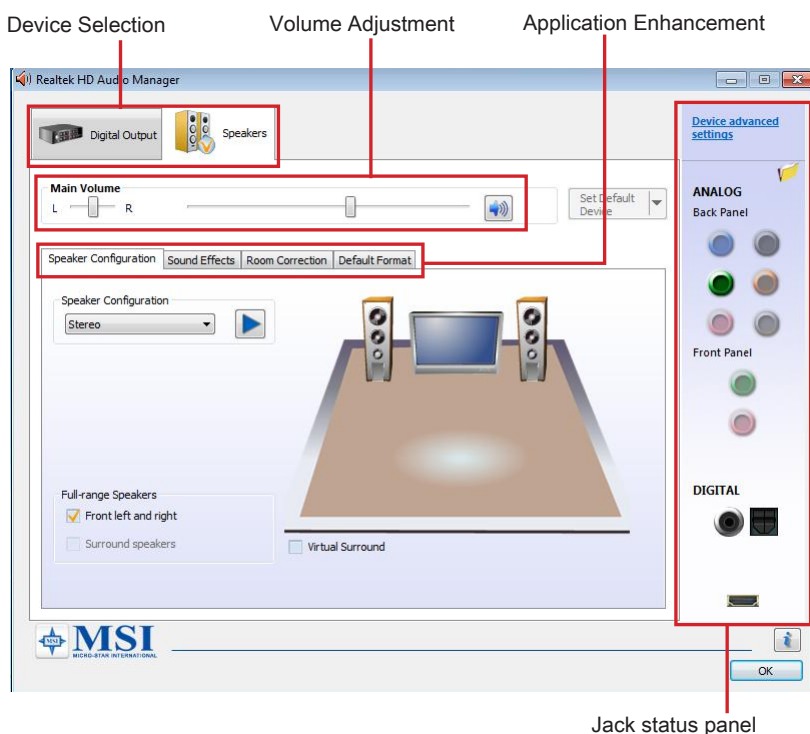 Device Selection
Volume Adjustment
Application Enhancement
Realtek HD Audio Manager
Digital Output
Speakers
Device advanced
settings
Main Volume
L
R
Set Default
Device
ANALOG
Back Panel
Speaker Configuration
Sound Effects
Room Correction
Default Format
Speaker Configuration
Stereo
Front Panel
Full-range Speakers
Front left and right
Surround speakers
Virtual Surround
DIGITAL
MSI
MSI
MICRO-STAR INTERNATIONAL
i
OK
Jack status panel